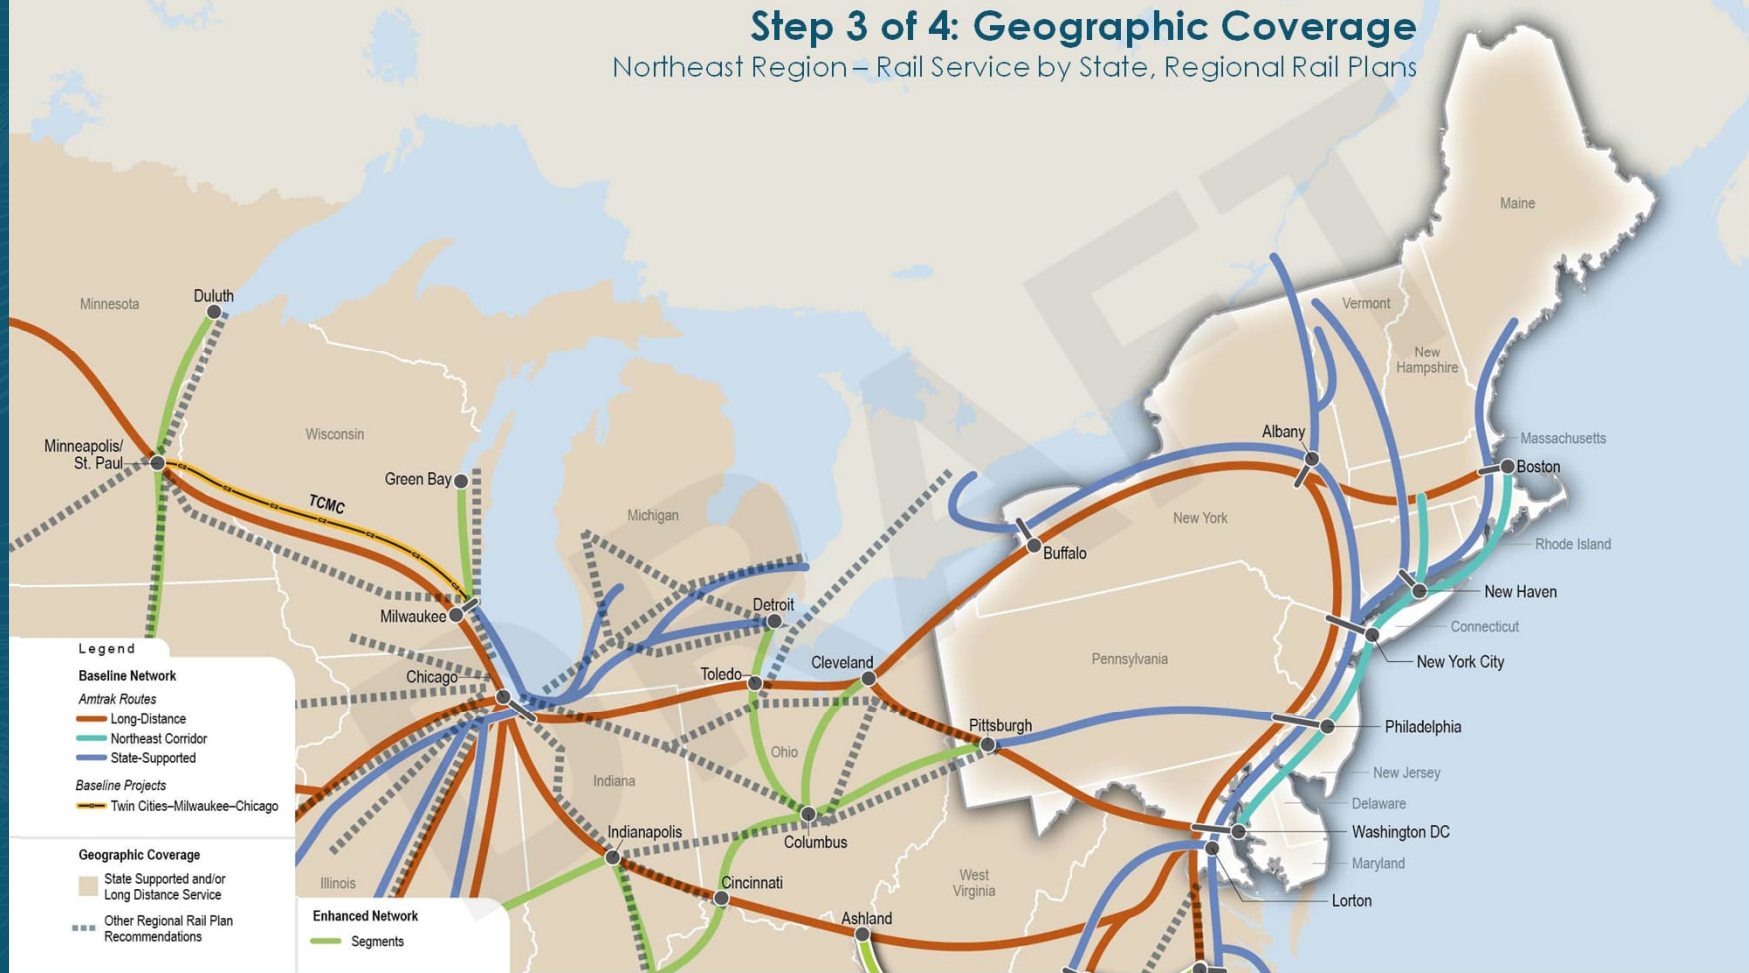 Step 3 of 4: Geographic Coverage
Northeast Region – Rail Service by State, Regional Rail Plans
DRAFT
Maine
Minnesota
Duluth
Vermont
New
Hampshire
Wisconsin
Albany
Massachusetts
Minneapolis/
St. Paul
Boston
Green Bay
TCMC
Michigan
New York
Rhode Island
Buffalo
New Haven
Milwaukee
Detroit
Connecticut
Pennsylvania
New York City
Cleveland
Toledo
Chicago
Pittsburgh
Philadelphia
Ohio
Indiana
New Jersey
Delaware
Indianapolis
Columbus
Washington DC
Maryland
Illinois
Cincinnati
West
Virginia
Lorton
Ashland
Legend
Baseline Network
Amtrak Routes
Long-Distance
Northeast Corridor
State-Supported
Baseline Projects
Twin Cities–Milwaukee–Chicago
Geographic Coverage
State Supported and/or
Long Distance Service
Other Regional Rail Plan
Recommendations
Enhanced Network
Segments